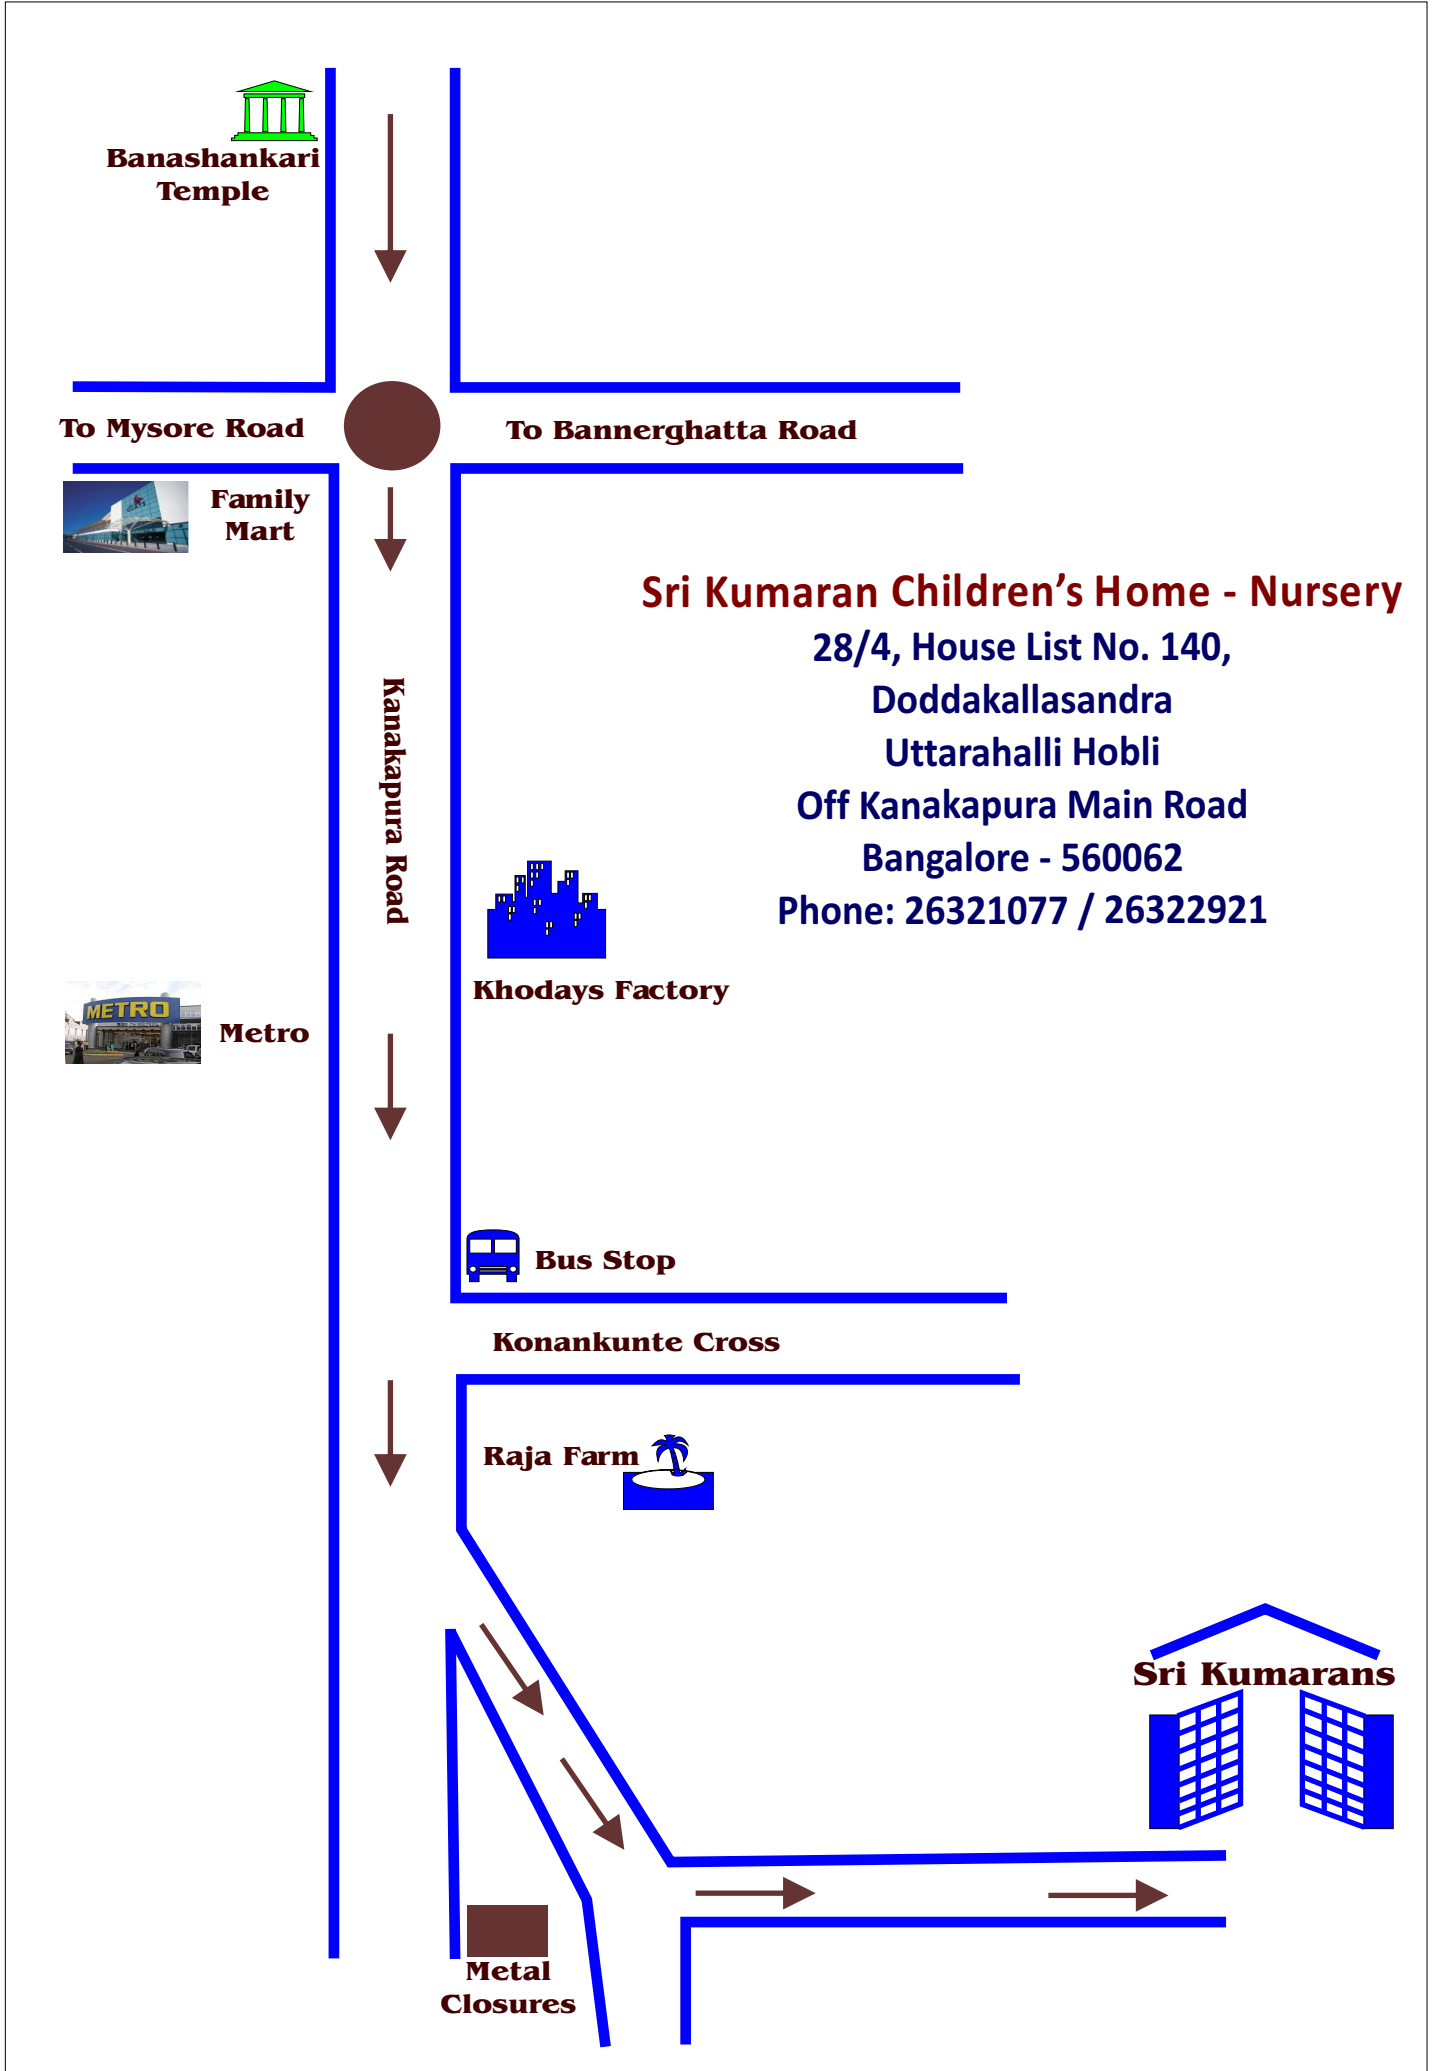 Banashankari
Temple
To Mysore Road
To Bannerghatta Road
Family
Mart
Sri Kumaran Children’s Home - Nursery
28/4, House List No. 140,
Doddakallasandra
Uttarahalli Hobli
Off Kanakapura Main Road
Bangalore - 560062
Phone: 26321077 / 26322921
Kanakapura Road
Khodays Factory
METRO
Metro
Bus Stop
Konankunte Cross
Raja Farm
Sri Kumarans
Metal
Closures